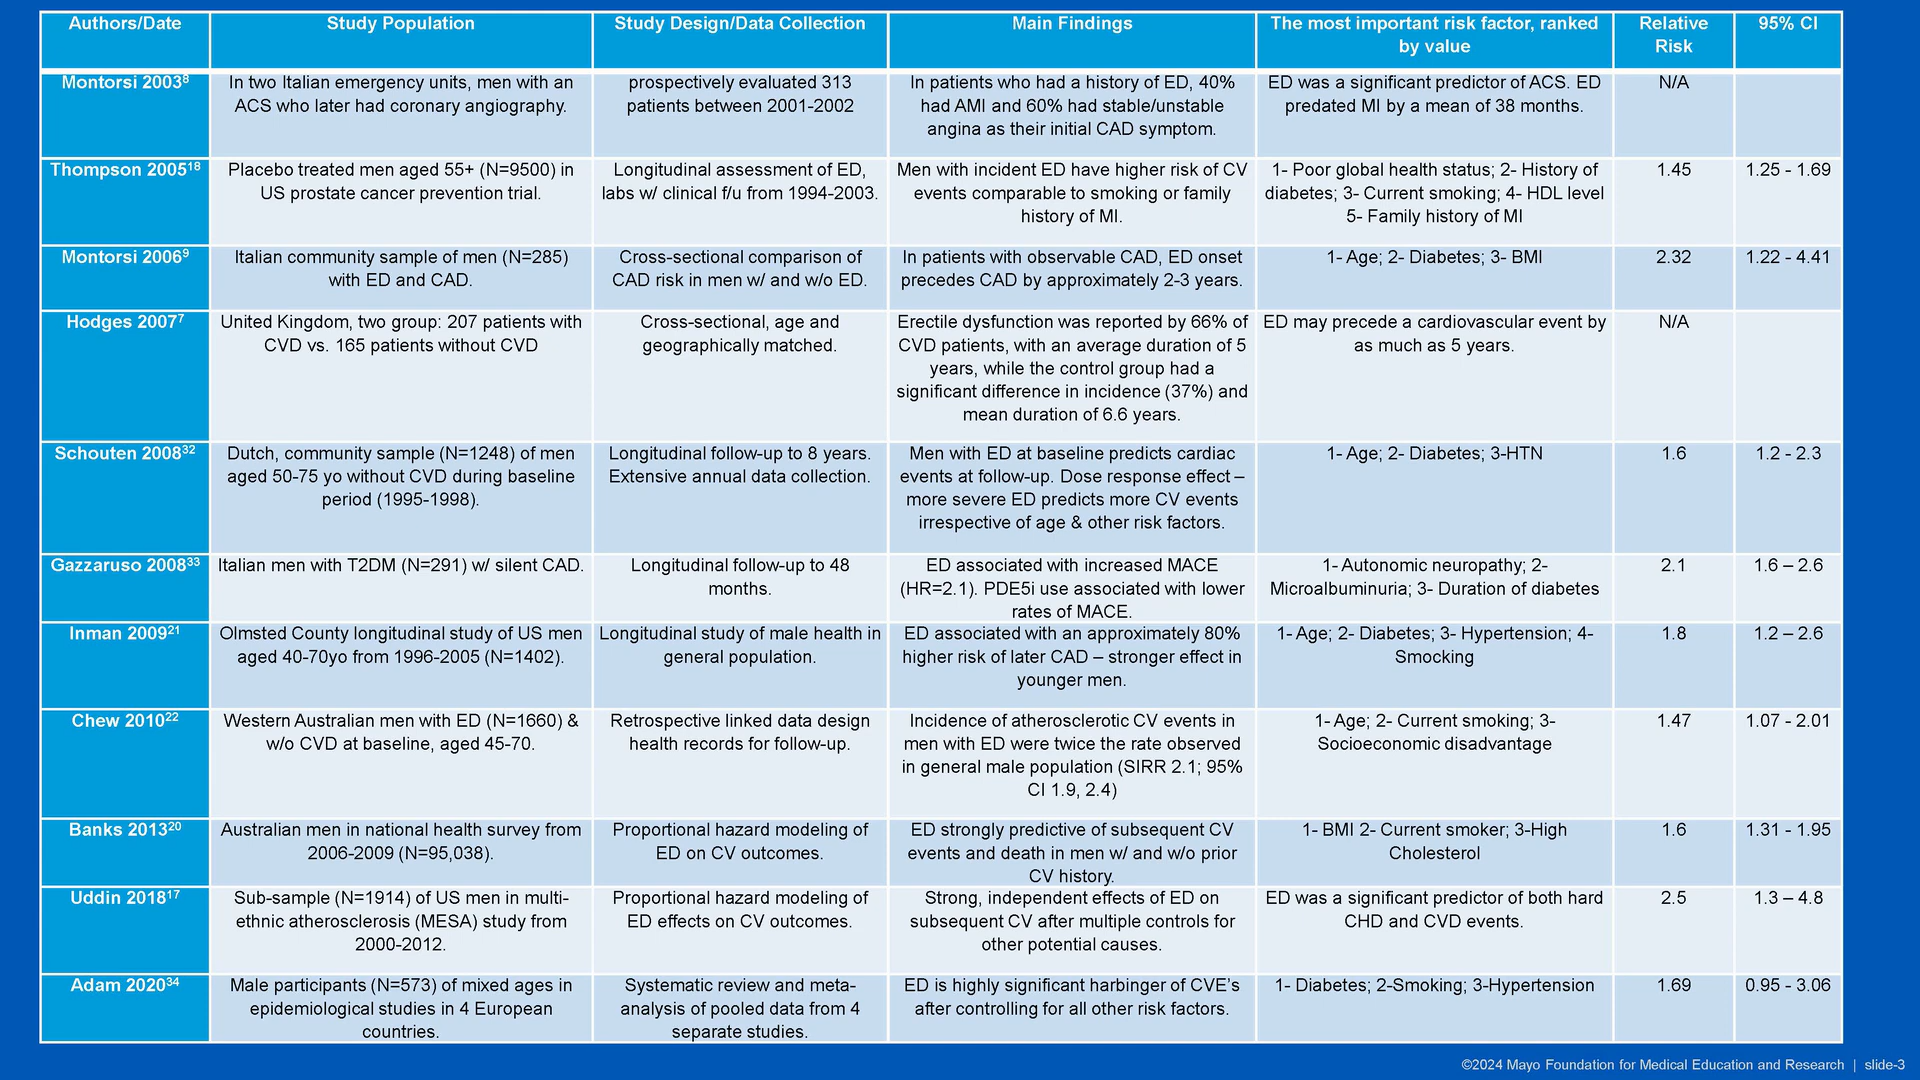 Authors/Date
Study Population
Study Design/Data Collection
Main Findings
The most important risk factor, ranked
by value
Relative
Risk
95% CI
Montorsi 2003⁸
In two Italian emergency units, men with an
ACS who later had coronary angiography.
prospectively evaluated 313
patients between 2001-2002
In patients who had a history of ED, 40%
had AMI and 60% had stable/unstable
angina as their initial CAD symptom.
ED was a significant predictor of ACS. ED
predated MI by a mean of 38 months.
N/A
Thompson 2005¹⁸
Placebo treated men aged 55+ (N=9500) in
US prostate cancer prevention trial.
Longitudinal assessment of ED,
labs w/ clinical f/u from 1994-2003.
Men with incident ED have higher risk of CV
events comparable to smoking or family
history of MI.
1- Poor global health status; 2- History of
diabetes; 3- Current smoking; 4- HDL level
5- Family history of MI
1.45
1.25 - 1.69
Montorsi 2006⁹
Italian community sample of men (N=285)
with ED and CAD.
Cross-sectional comparison of
CAD risk in men w/ and w/o ED.
In patients with observable CAD, ED onset
precedes CAD by approximately 2-3 years.
1- Age; 2- Diabetes; 3- BMI
2.32
1.22 - 4.41
Hodges 2007⁷
United Kingdom, two group: 207 patients with
CVD vs. 165 patients without CVD
Cross-sectional, age and
geographically matched.
Erectile dysfunction was reported by 66% of
CVD patients, with an average duration of 5
years, while the control group had a
significant difference in incidence (37%) and
mean duration of 6.6 years.
ED may precede a cardiovascular event by
as much as 5 years.
N/A
Schouten 2008³²
Dutch, community sample (N=1248) of men
aged 50-75 yo without CVD during baseline
period (1995-1998).
Longitudinal follow-up to 8 years.
Extensive annual data collection.
Men with ED at baseline predicts cardiac
events at follow-up. Dose response effect –
more severe ED predicts more CV events
irrespective of age & other risk factors.
1- Age; 2- Diabetes; 3-HTN
1.6
1.2 - 2.3
Gazzaruso 2008³³
Italian men with T2DM (N=291) w/ silent CAD.
Longitudinal follow-up to 48
months.
ED associated with increased MACE
(HR=2.1). PDE5i use associated with lower
rates of MACE.
1- Autonomic neuropathy; 2-
Microalbuminuria; 3- Duration of diabetes
2.1
1.6 – 2.6
Inman 2009²¹
Olmsted County longitudinal study of US men
aged 40-70yo from 1996-2005 (N=1402).
Longitudinal study of male health in
general population.
ED associated with an approximately 80%
higher risk of later CAD – stronger effect in
younger men.
1- Age; 2- Diabetes; 3- Hypertension; 4-
Smocking
1.8
1.2 – 2.6
Chew 2010²²
Western Australian men with ED (N=1660) &
w/o CVD at baseline, aged 45-70.
Retrospective linked data design
health records for follow-up.
Incidence of atherosclerotic CV events in
men with ED were twice the rate observed
in general male population (SIRR 2.1; 95%
CI 1.9, 2.4)
1- Age; 2- Current smoking; 3-
Socioeconomic disadvantage
1.47
1.07 - 2.01
Banks 2013²⁰
Australian men in national health survey from
2006-2009 (N=95,038).
Proportional hazard modeling of
ED on CV outcomes.
ED strongly predictive of subsequent CV
events and death in men w/ and w/o prior
CV history.
1- BMI 2- Current smoker; 3-High
Cholesterol
1.6
1.31 - 1.95
Uddin 2018¹⁷
Sub-sample (N=1914) of US men in multi-
ethnic atherosclerosis (MESA) study from
2000-2012.
Proportional hazard modeling of
ED effects on CV outcomes.
Strong, independent effects of ED on
subsequent CV after multiple controls for
other potential causes.
ED was a significant predictor of both hard
CHD and CVD events.
2.5
1.3 – 4.8
Adam 2020³⁴
Male participants (N=573) of mixed ages in
epidemiological studies in 4 European
countries.
Systematic review and meta-
analysis of pooled data from 4
separate studies.
ED is highly significant harbinger of CVE's
after controlling for all other risk factors.
1- Diabetes; 2-Smoking; 3-Hypertension
1.69
0.95 - 3.06
©2024 Mayo Foundation for Medical Education and Research | slide-3